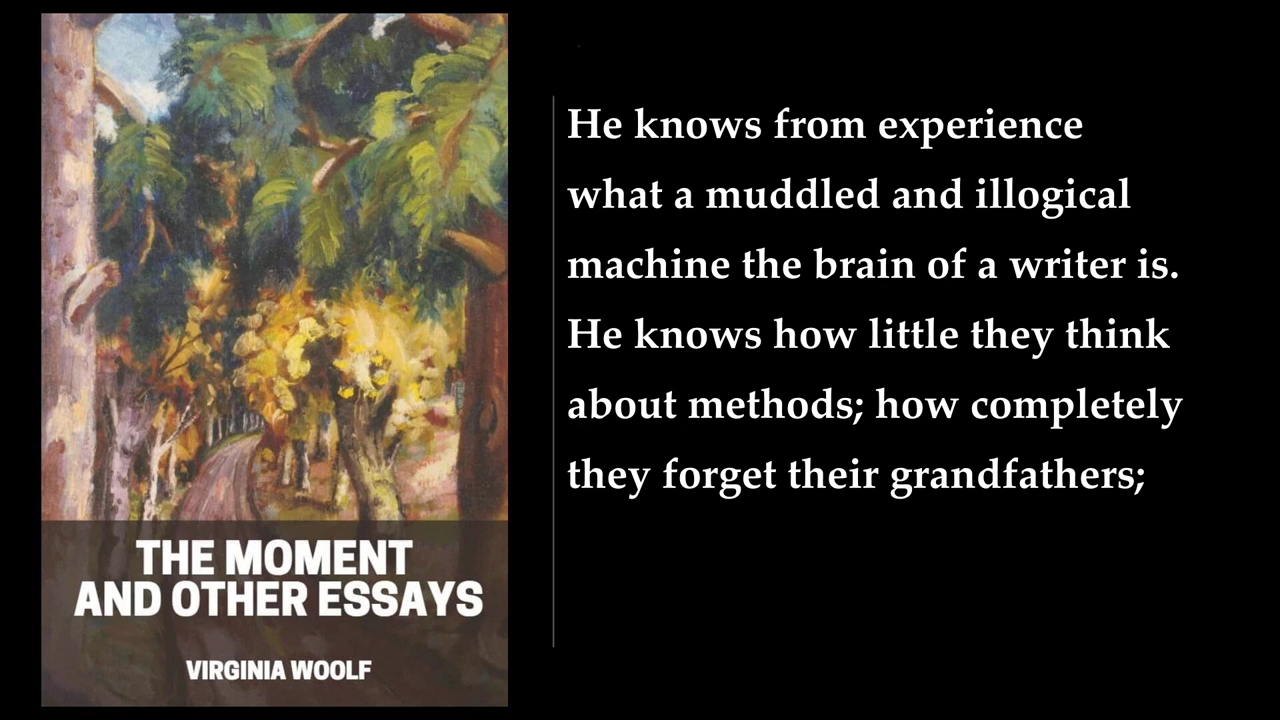 THE MOMENT
AND OTHER ESSAYS
VIRGINIA WOOLF
He knows from experience
what a muddled and illogical
machine the brain of a writer is.
He knows how little they think
about methods; how completely
they forget their grandfathers;